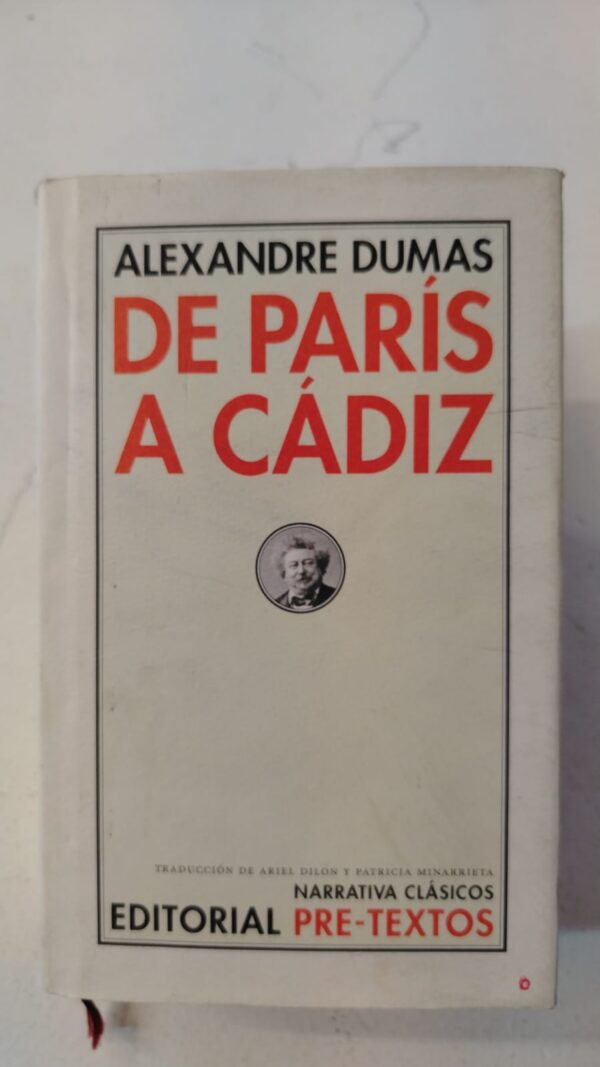 ALEXANDRE DUMAS
DE PARÍS
A CÁDIZ
TRADUCCIÓN DE ARIEL DILON Y PATRICIA MINARRIETA
NARRATIVA CLÁSICOS
EDITORIAL PRE-TEXTOS